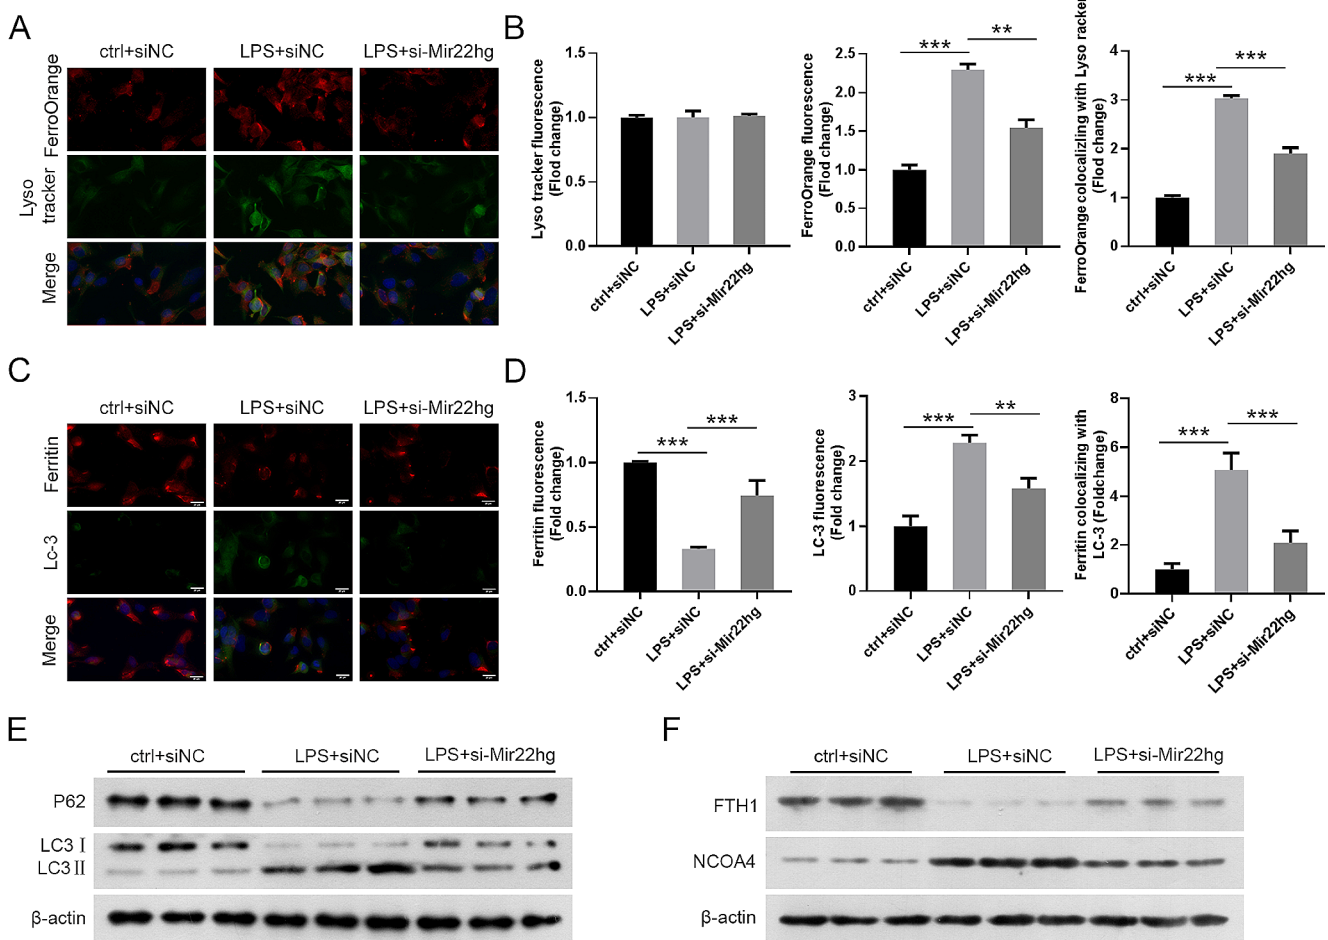 A
ctrl+siNC
LPS+siNC
LPS+si-Mir22hg
FerroOrange
Lyso
tracker
Merge
B
Lyso tracker fluorescence
(Flod change)
1.5
1.0
0.5
0.0
ctrl+siNC
LPS+siNC
LPS+si-Mir22hg
FerroOrange fluorescence
(Flod change)
2.5
2.0
1.5
1.0
0.5
0.0
***
**
ctrl+siNC
LPS+siNC
LPS+si-Mir22hg
FerroOrange colocalizling with Lyso racker
(Flod change)
4
3
2
1
0
***
***
ctrl+siNC
LPS+siNC
LPS+si-Mir22hg
C
ctrl+siNC
LPS+siNC
LPS+si-Mir22hg
Ferritin
Lc-3
Merge
D
Ferritin fluorescence
(Fold change)
1.5
1.0
0.5
0.0
***
***
ctrl+siNC
LPS+siNC
LPS+si-Mir22hg
LC-3 fluorescence
(Fold change)
3
2
1
0
***
**
ctrl+siNC
LPS+siNC
LPS+si-Mir22hg
Ferritin colocalizing with
LC-3 (Foldchange)
8
6
4
2
0
***
***
ctrl+siNC
LPS+siNC
LPS+si-Mir22hg
E
ctrl+siNC
LPS+siNC
LPS+si-Mir22hg
P62
LC3 Ⅰ
LC3 Ⅱ
β-actin
F
ctrl+siNC
LPS+siNC
LPS+si-Mir22hg
FTH1
NCOA4
β-actin